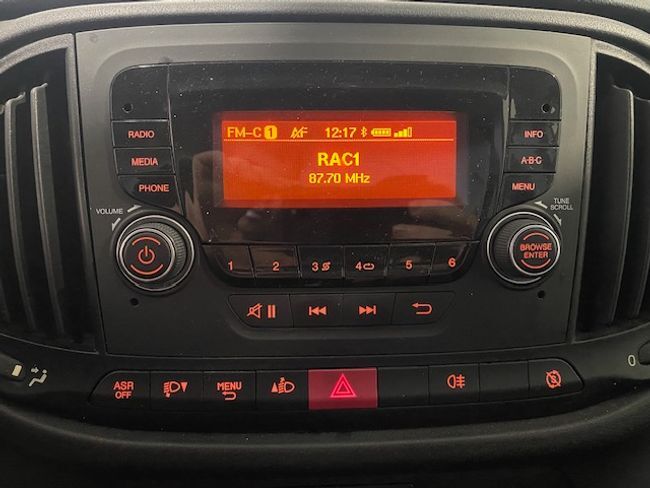 FM-C 1 AF 12:17
RAC1
87.70 MHz
RADIO
MEDIA
PHONE
INFO
A-B-C
MENU
VOLUME
TUNE
SCROLL
BROWSE
ENTER
1 2 3 4 5 6
ASR
OFF
MENU
0